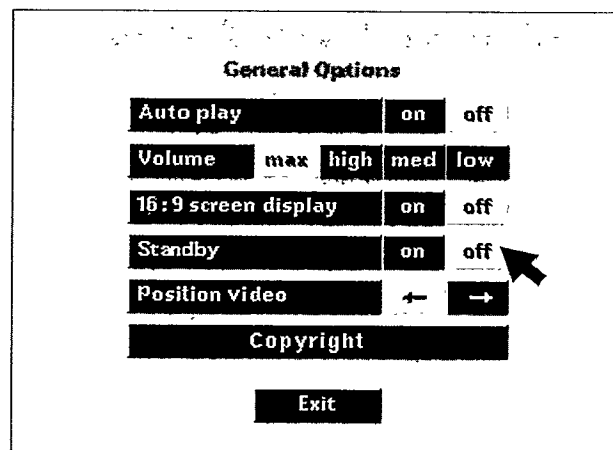 General Options
Auto play on off
Volume max high med low
16:9 screen display on off
Standby on off
Position video ← →
Copyright
Exit